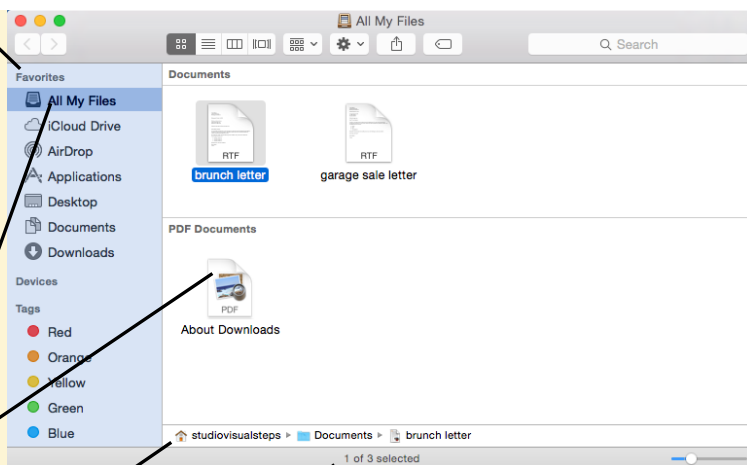 All My Files
Search
Favorites
All My Files
iCloud Drive
AirDrop
Applications
Desktop
Documents
Downloads
Devices
Tags
Red
Orange
Yellow
Green
Blue
Documents
RTF RTF
brunch letter garage sale letter
PDF Documents
PDF
About Downloads
studiovisualsteps ▸ Documents ▸ brunch letter
1 of 3 selected